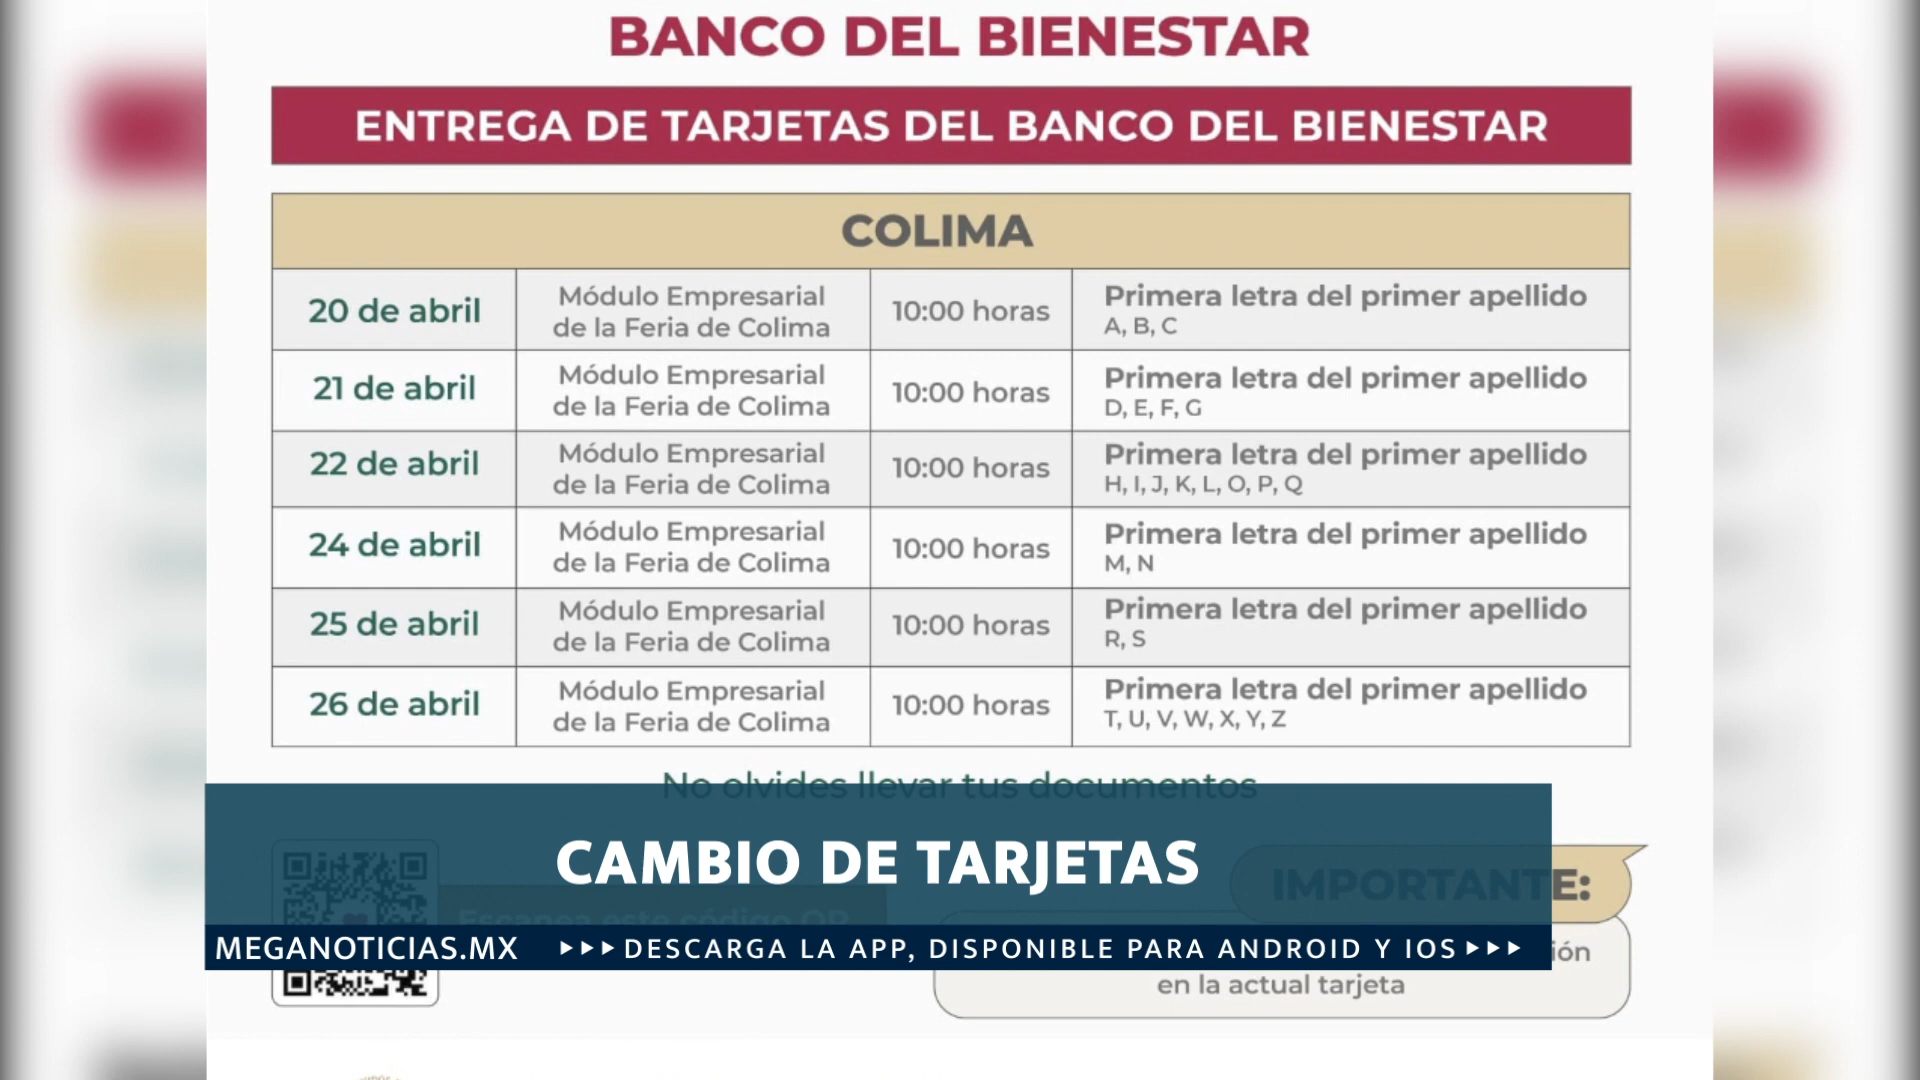 BANCO DEL BIENESTAR
ENTREGA DE TARJETAS DEL BANCO DEL BIENESTAR
COLIMA
20 de abril
Módulo Empresarial
de la Feria de Colima
10:00 horas
Primera letra del primer apellido
A, B, C
21 de abril
Módulo Empresarial
de la Feria de Colima
10:00 horas
Primera letra del primer apellido
D, E, F, G
22 de abril
Módulo Empresarial
de la Feria de Colima
10:00 horas
Primera letra del primer apellido
H, I, J, K, L, O, P, Q
24 de abril
Módulo Empresarial
de la Feria de Colima
10:00 horas
Primera letra del primer apellido
M, N
25 de abril
Módulo Empresarial
de la Feria de Colima
10:00 horas
Primera letra del primer apellido
R, S
26 de abril
Módulo Empresarial
de la Feria de Colima
10:00 horas
Primera letra del primer apellido
T, U, V, W, X, Y, Z
No olvides llevar tus documentos
CAMBIO DE TARJETAS
IMPORTANTE:
Escanea este código QR
MEGANOTICIAS.MX
DESCARGA LA APP, DISPONIBLE PARA ANDROID Y IOS
en la actual tarjeta